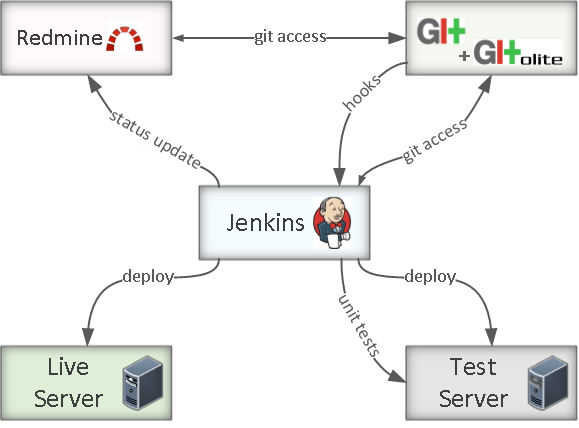 Redmine
git access
GIt
+GItolite
hooks
status update
git access
Jenkins
deploy
deploy
unit tests
Live
Server
Test
Server